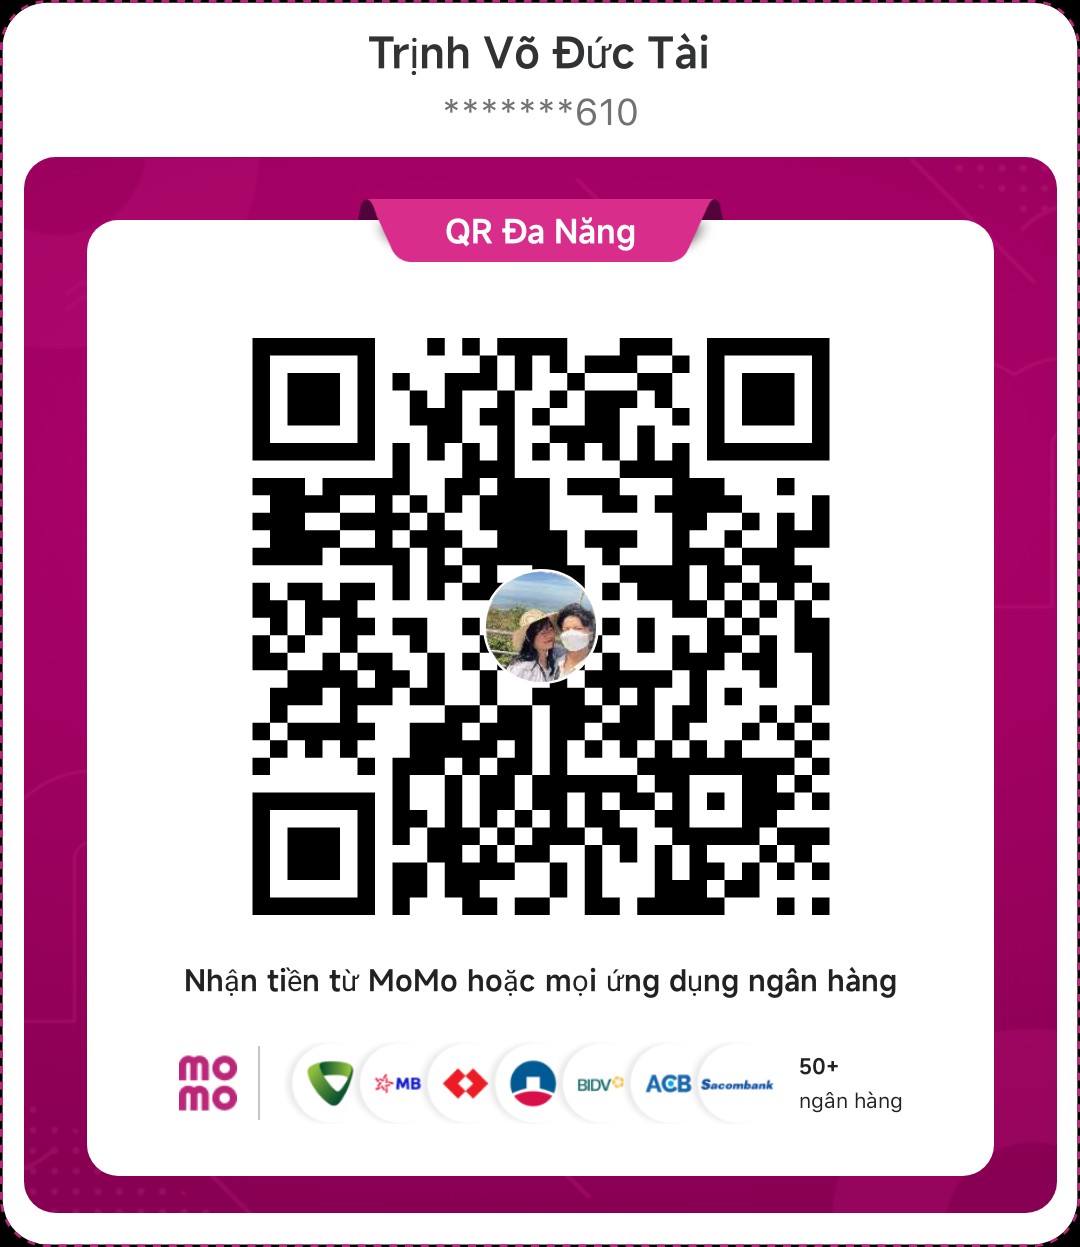 Trịnh Võ Đức Tài
*******610
QR Đa Năng
Nhận tiền từ MoMo hoặc mọi ứng dụng ngân hàng
mo
mo
MB
BIDV
ACB
Sacombank
50+
ngân hàng